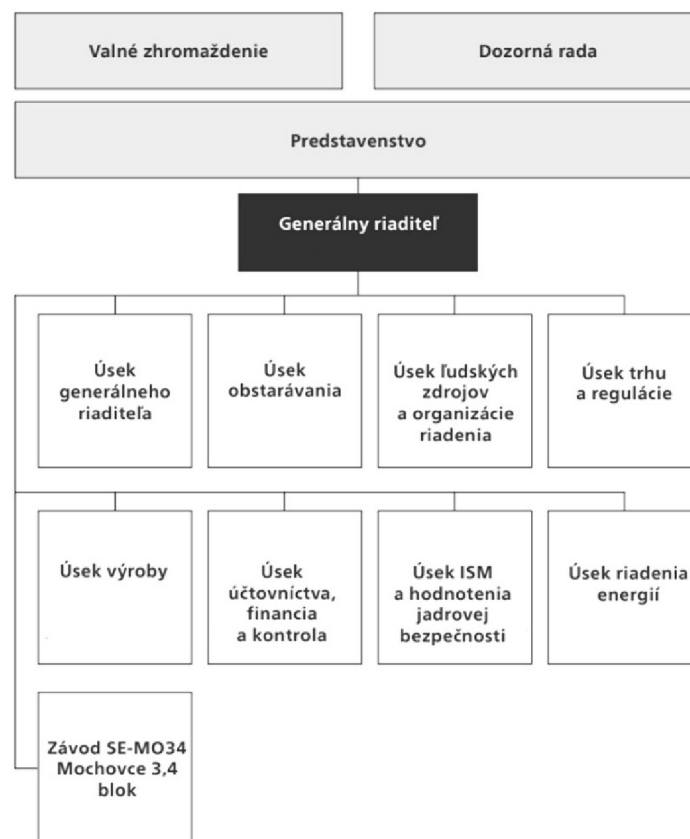 Valné zhromaždenie
Dozorná rada
Predstavenstvo
Generálny riaditeľ
Úsek
generálneho
riaditeľa
Úsek
obstarávania
Úsek ľudských
zdrojov
a organizácie
riadenia
Úsek trhu
a regulácie
Úsek výroby
Úsek
účtovníctva,
financia
a kontrola
Úsek ISM
a hodnotenia
jadrovej
bezpečnosti
Úsek riadenia
energií
Závod SE-MO34
Mochovce 3,4
blok